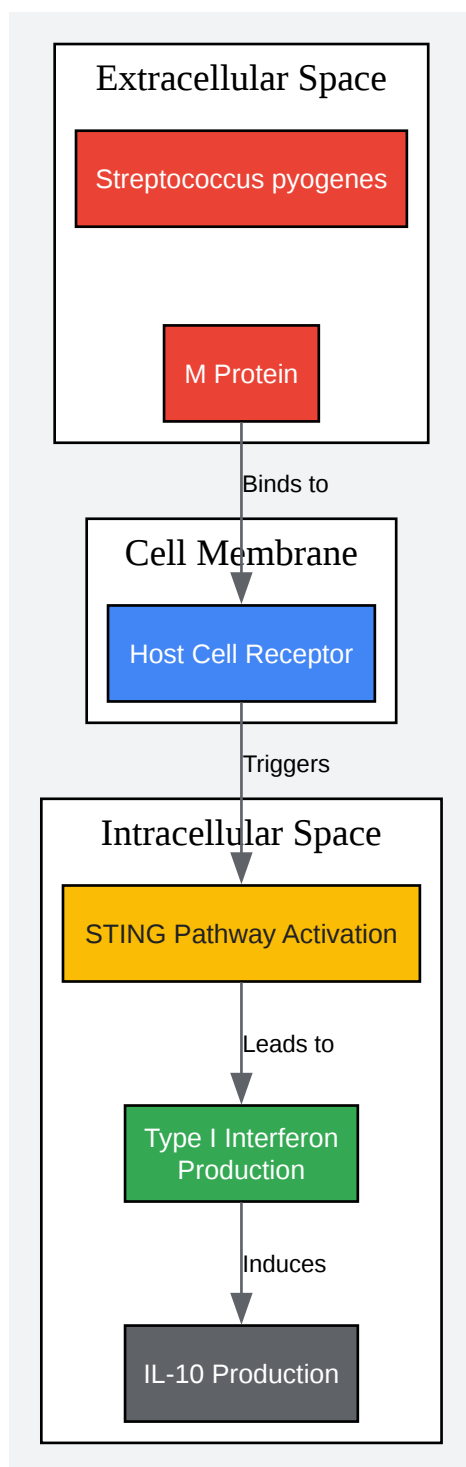 Extracellular Space
Streptococcus pyogenes
M Protein
Binds to
Cell Membrane
Host Cell Receptor
Triggers
Intracellular Space
STING Pathway Activation
Leads to
Type I Interferon
Production
Induces
IL-10 Production